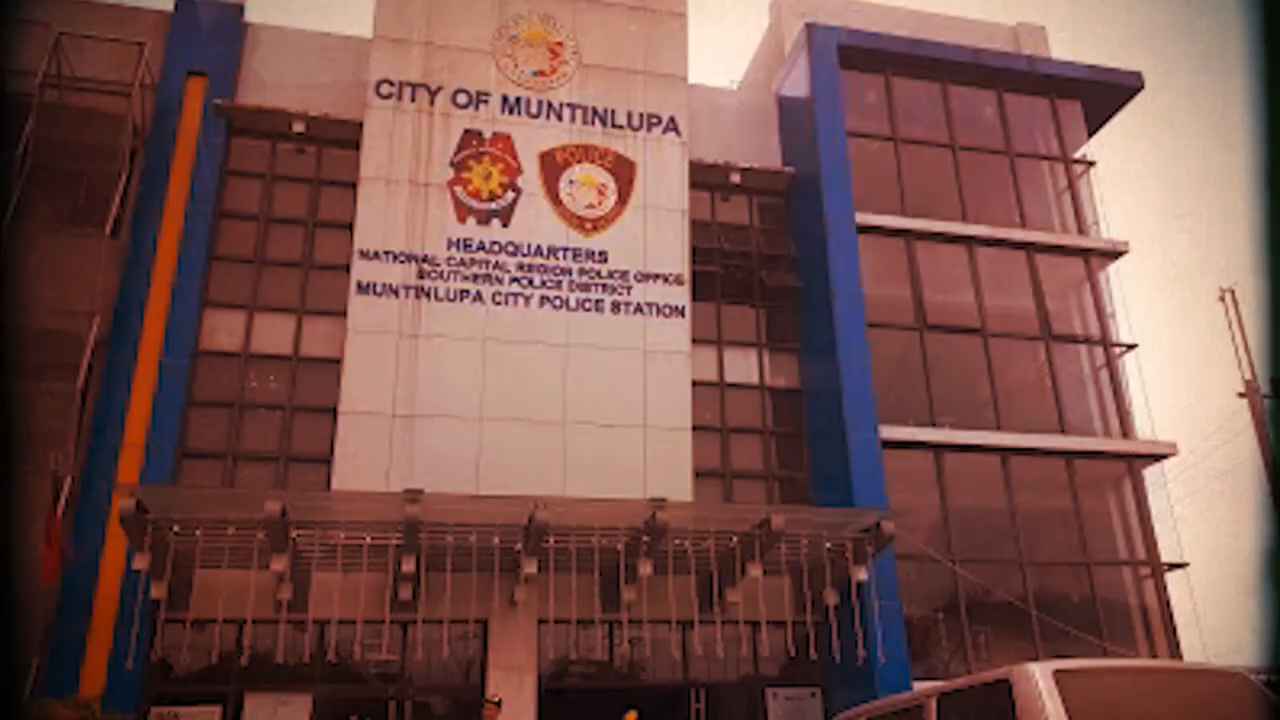 CITY OF MUNTINLUPA
POLICE
HEADQUARTERS
NATIONAL CAPITAL REGION POLICE OFFICE
SOUTHERN POLICE DISTRICT
MUNTINLUPA CITY POLICE STATION